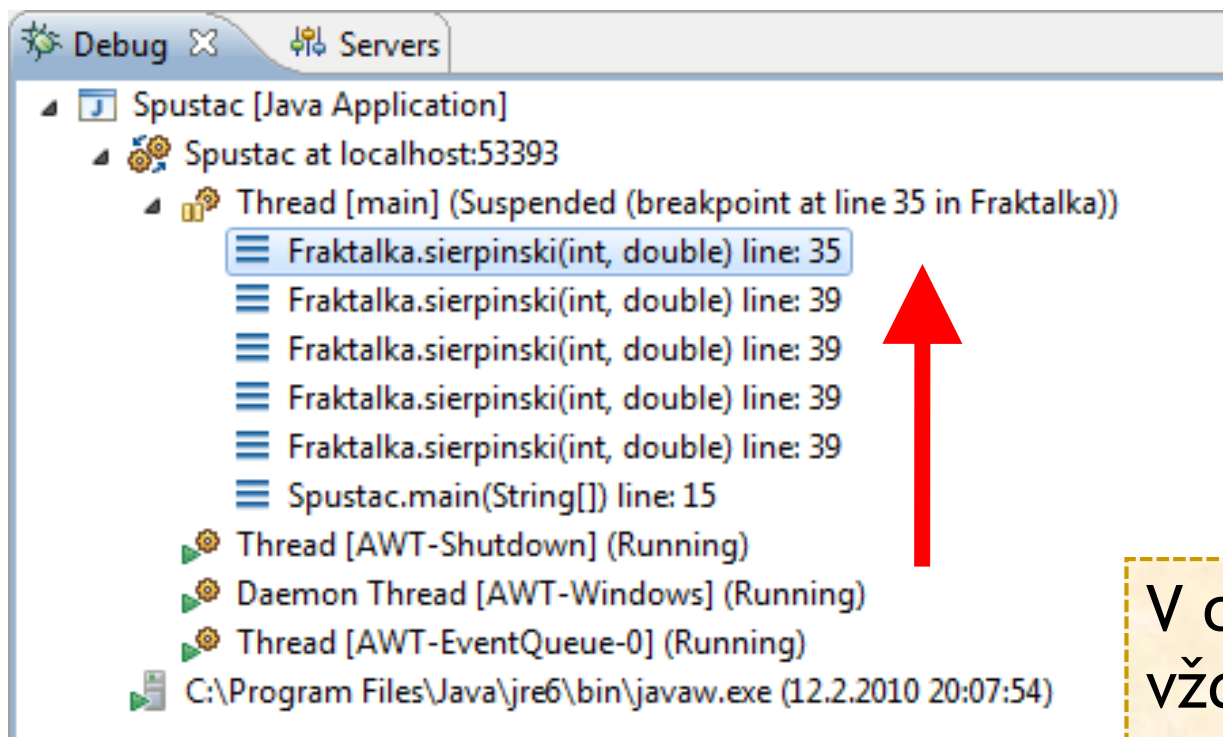 Debug Servers
Spustac [Java Application]
Spustac at localhost:53393
Thread [main] (Suspended (breakpoint at line 35 in Fraktalka))
Fraktalka.sierpinski(int, double) line: 35
Fraktalka.sierpinski(int, double) line: 39
Fraktalka.sierpinski(int, double) line: 39
Fraktalka.sierpinski(int, double) line: 39
Fraktalka.sierpinski(int, double) line: 39
Spustac.main(String[]) line: 15
Thread [AWT-Shutdown] (Running)
Daemon Thread [AWT-Windows] (Running)
Thread [AWT-EventQueue-0] (Running)
C:\Program Files\Java\jre6\bin\javaw.exe (12.2.2010 20:07:54)
V